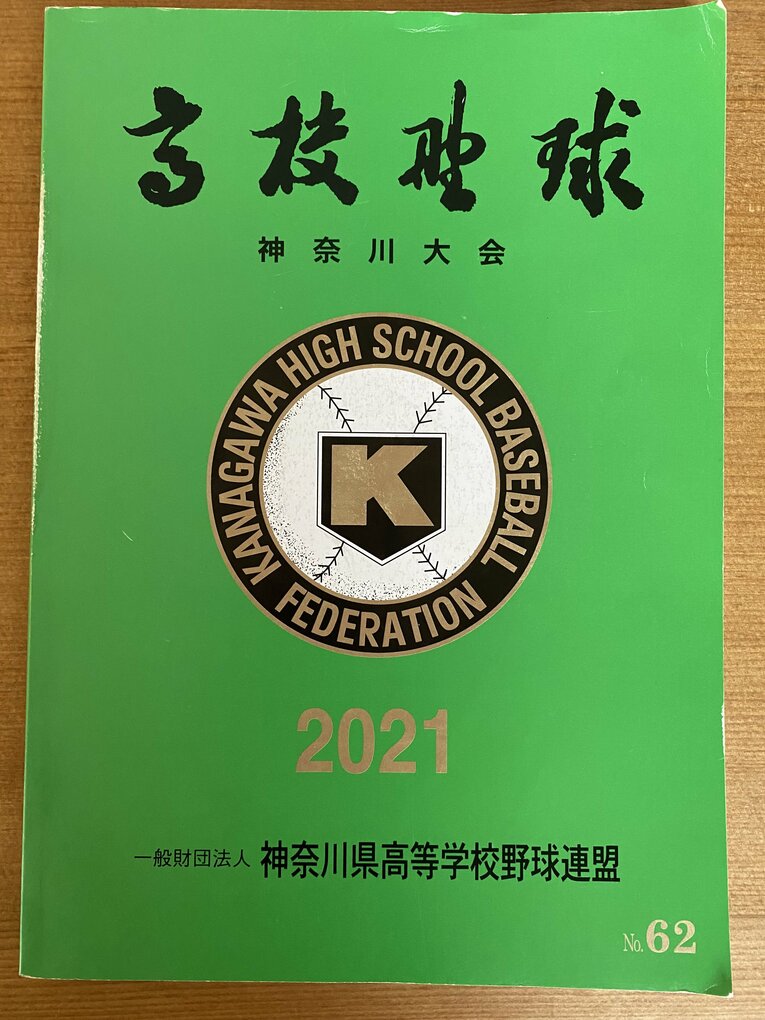 高校野球
神奈川大会
KANAGAWA HIGH SCHOOL BASEBALL
FEDERATION
K
2021
一般財団法人 神奈川県高等学校野球連盟
No.62